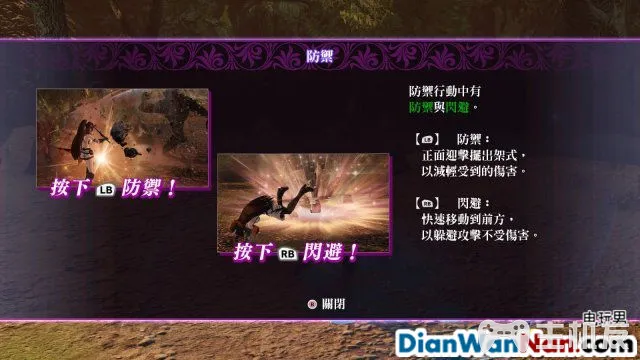 防禦
防禦行動中有
防禦與閃避。
【LB】 防禦：
正面迎擊擺出架式，
以減輕受到的傷害。
【RB】 閃避：
快速移動到前方，
以躲避攻擊不受傷害。
按下 LB 防禦！
按下 RB 閃避！
B 關閉
电玩男
DianWanNan.com